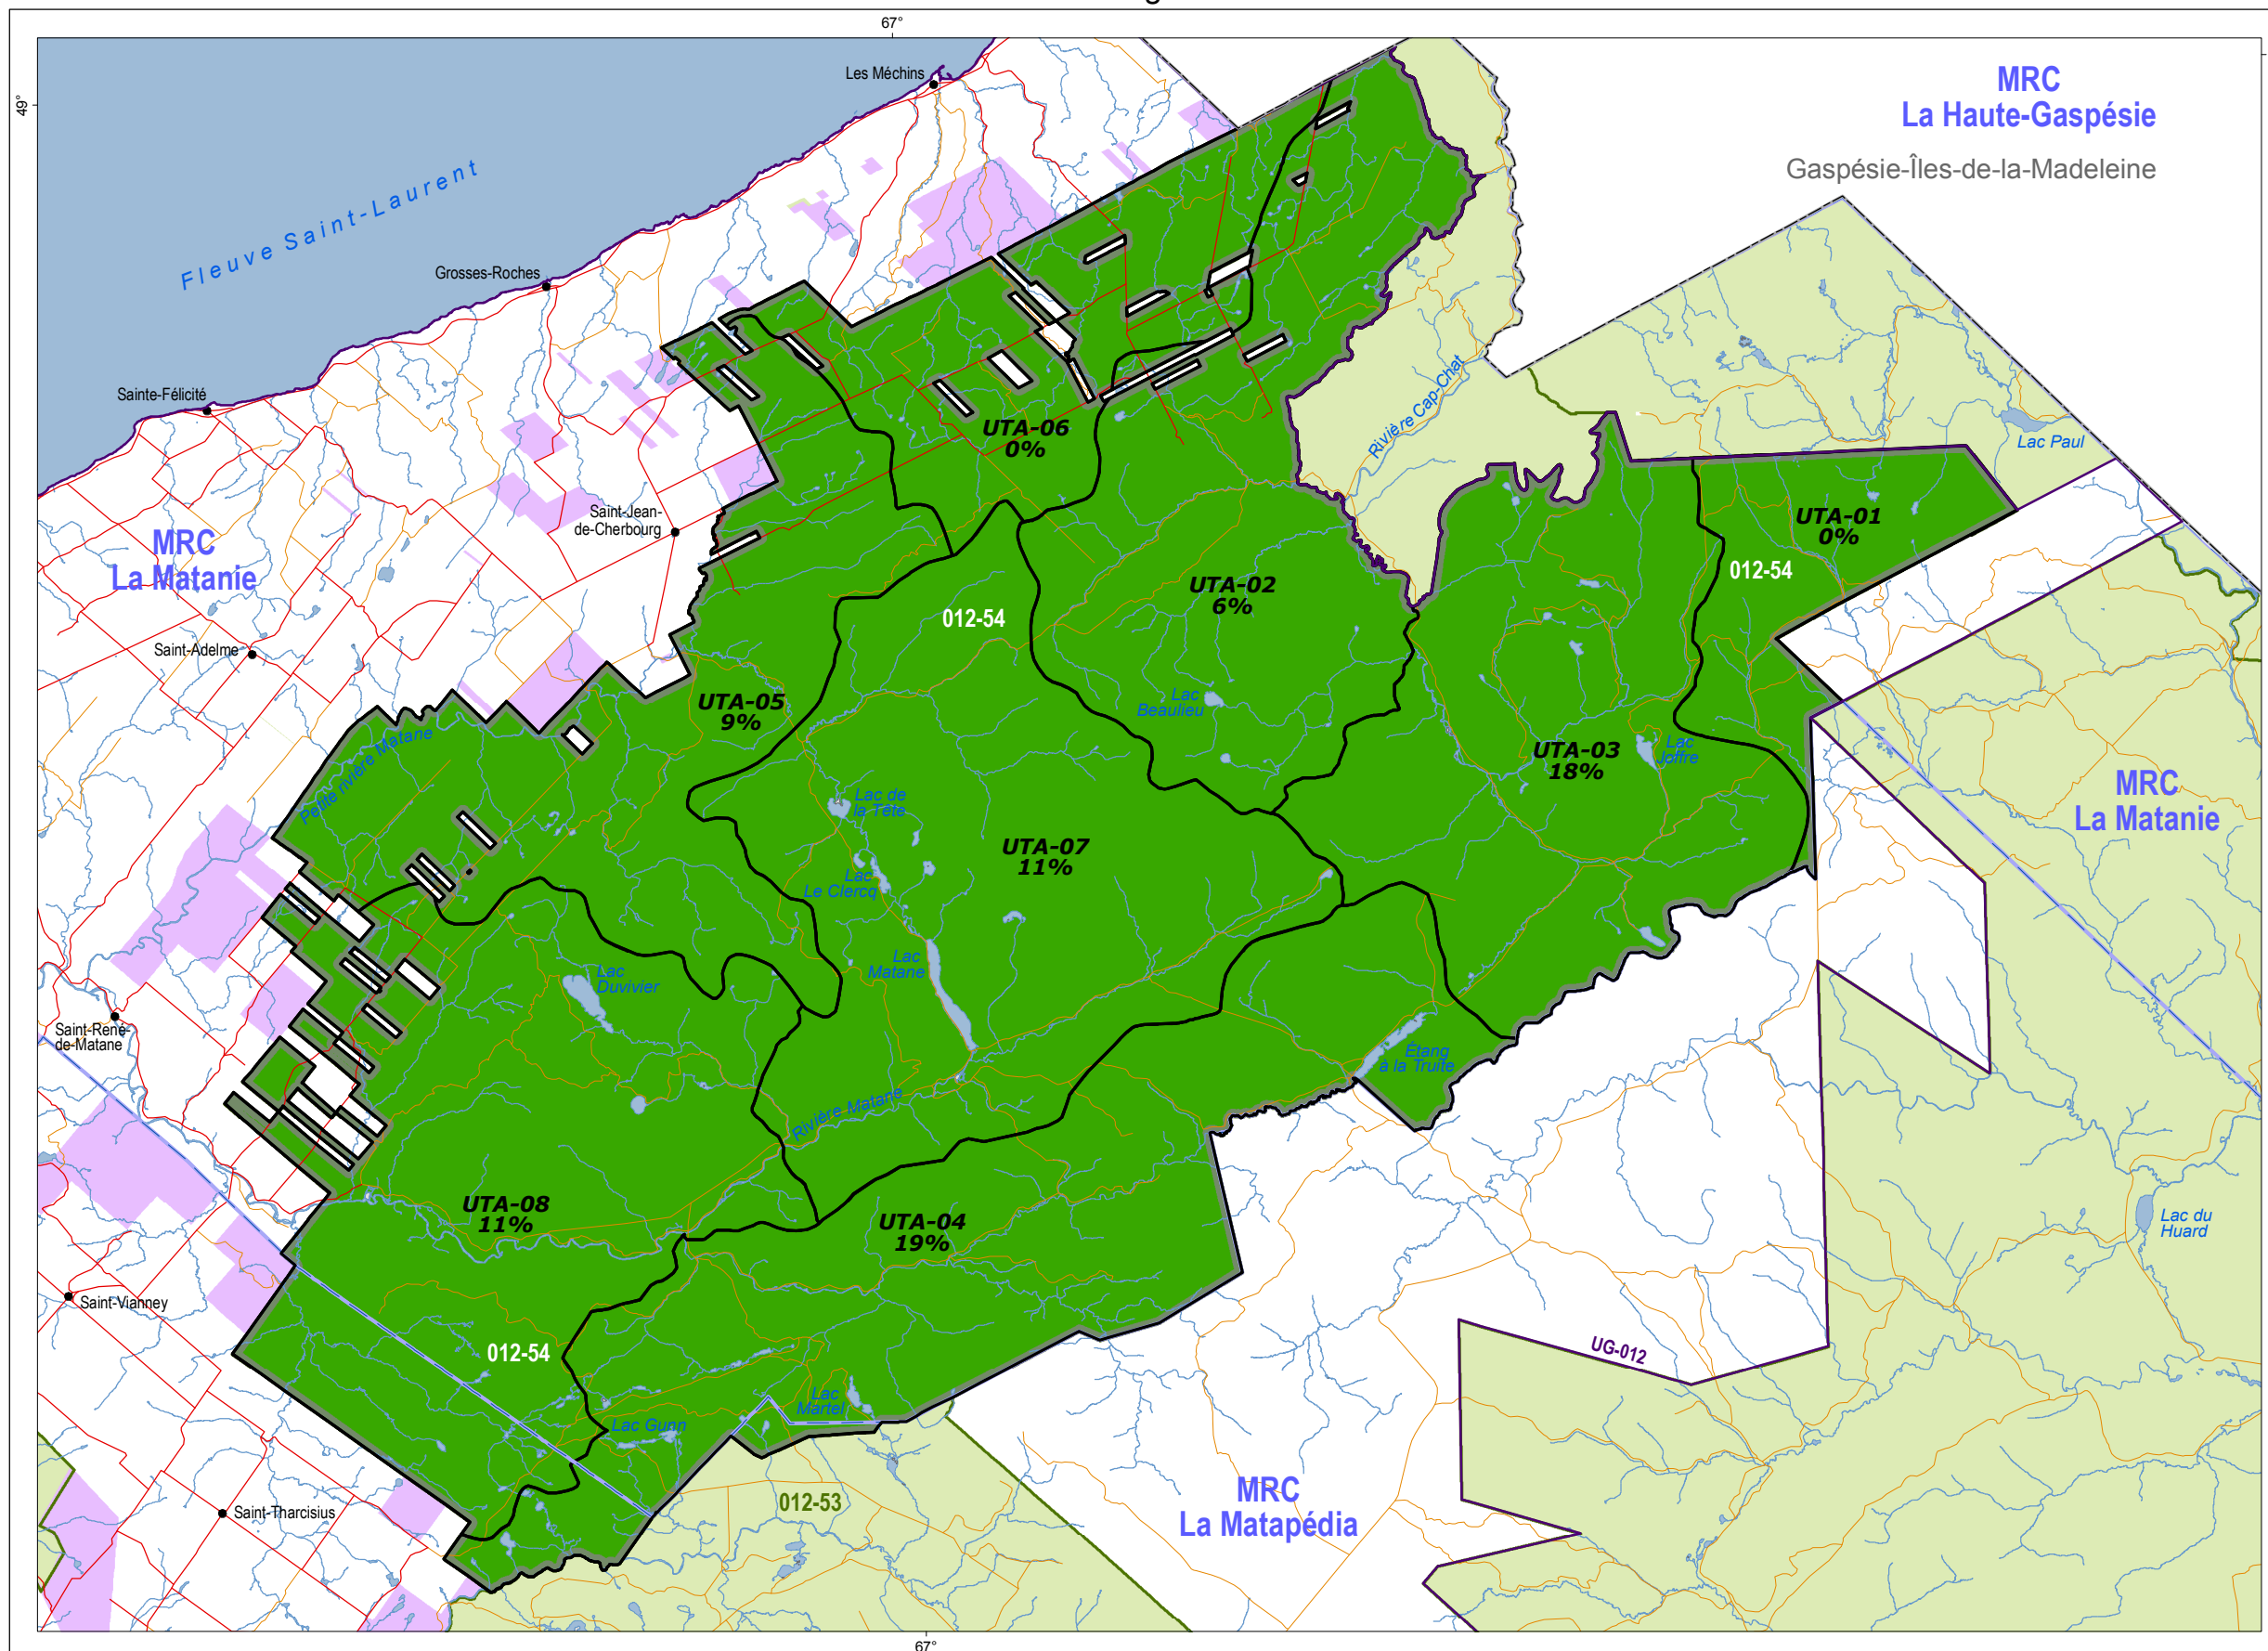 67°
49°
Les Méchins
MRC
La Haute-Gaspésie
Gaspésie-Îles-de-la-Madeleine
Fleuve Saint-Laurent
Grosses-Roches
Sainte-Félicité
Rivière Cap-Chat
Lac Paul
UTA-06
0%
Saint-Jean-
de-Cherbourg
UTA-01
0%
012-54
MRC
La Matanie
UTA-02
6%
012-54
Saint-Adelme
Lac
Beaulieu
UTA-05
9%
Petite rivière Matane
UTA-03
18%
Lac
Joffre
MRC
La Matanie
Lac de
la Tête
UTA-07
11%
Lac
Le Clercq
Lac
Matane
Lac
Duvivier
Saint-René-
de-Matane
Étang
à la Truite
Rivière Matane
UTA-08
11%
UTA-04
19%
Lac du
Huard
Saint-Vianney
012-54
UG-012
Lac
Martel
Lac Gunn
012-53
MRC
La Matapédia
Saint-Tharcisius
67°